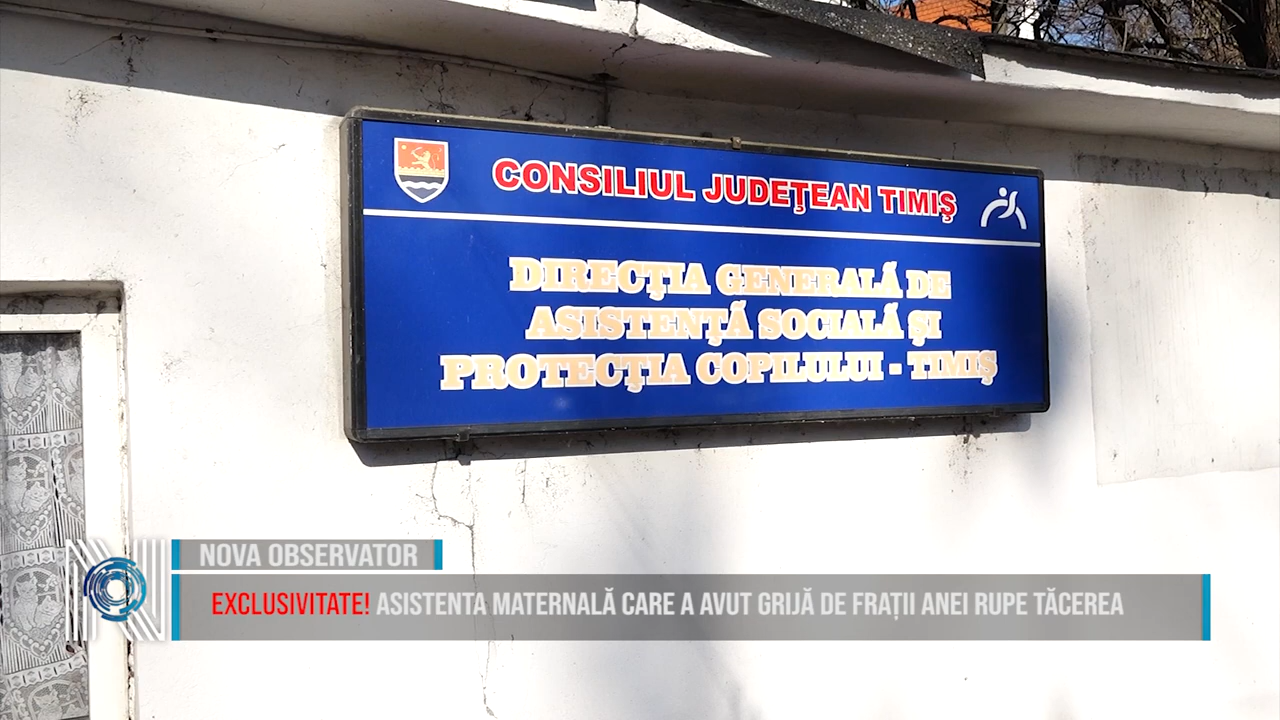 CONSILIUL JUDEŢEAN TIMIŞ
DIRECŢIA GENERALĂ DE
ASISTENŢĂ SOCIALĂ ŞI
PROTECŢIA COPILULUI - TIMIŞ
NOVA OBSERVATOR
EXCLUSIVITATE! ASISTENTA MATERNALĂ CARE A AVUT GRIJĂ DE FRAȚII ANEI RUPE TĂCEREA